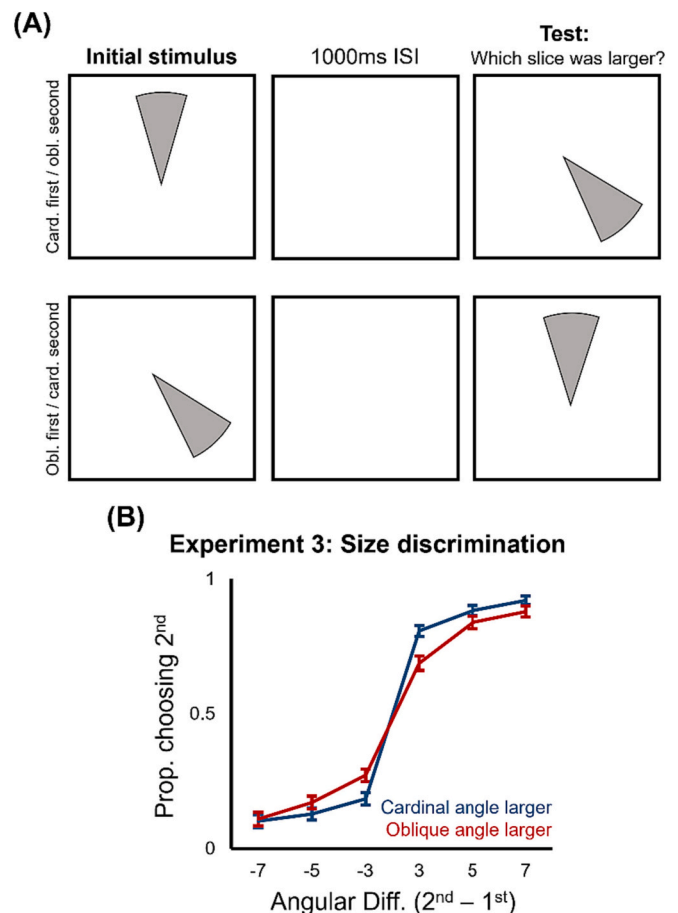 (A)
Initial stimulus
1000ms ISI
Test:
Which slice was larger?
Card. first / obl. second
Obl. first / card. second
(B)
Experiment 3: Size discrimination
Prop. choosing 2nd
1
0.5
0
Cardinal angle larger
Oblique angle larger
-7 -5 -3 3 5 7
Angular Diff. (2nd – 1st)